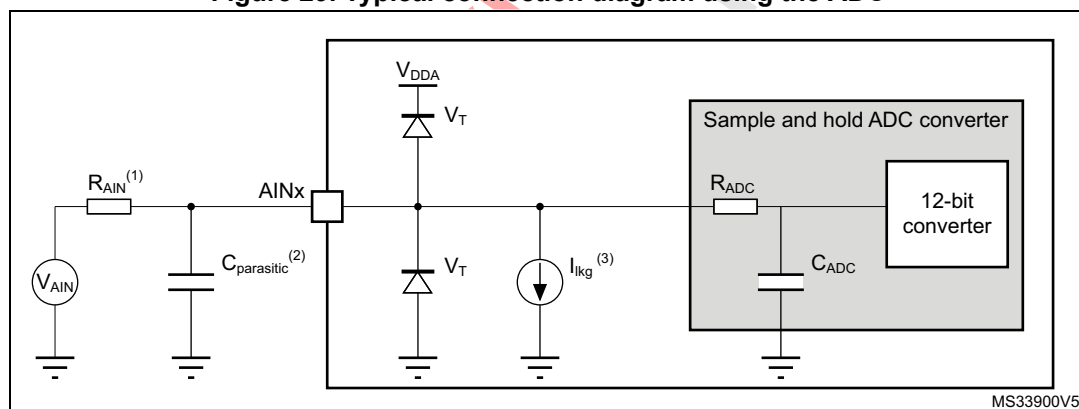 VDDA
VT
Sample and hold ADC converter
RAIN(1)
AINx
RADC
12-bit
converter
VAIN
Cparasitic(2)
VT
Ilkg(3)
CADC
MS33900V5